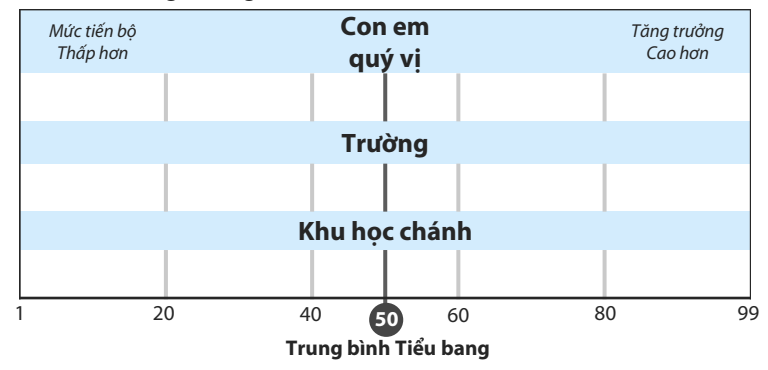 Mức tiến bộ
Thấp hơn
Con em
quý vị
Tăng trưởng
Cao hơn
Trường
Khu học chánh
1 20 40 50 60 80 99
Trung bình Tiểu bang